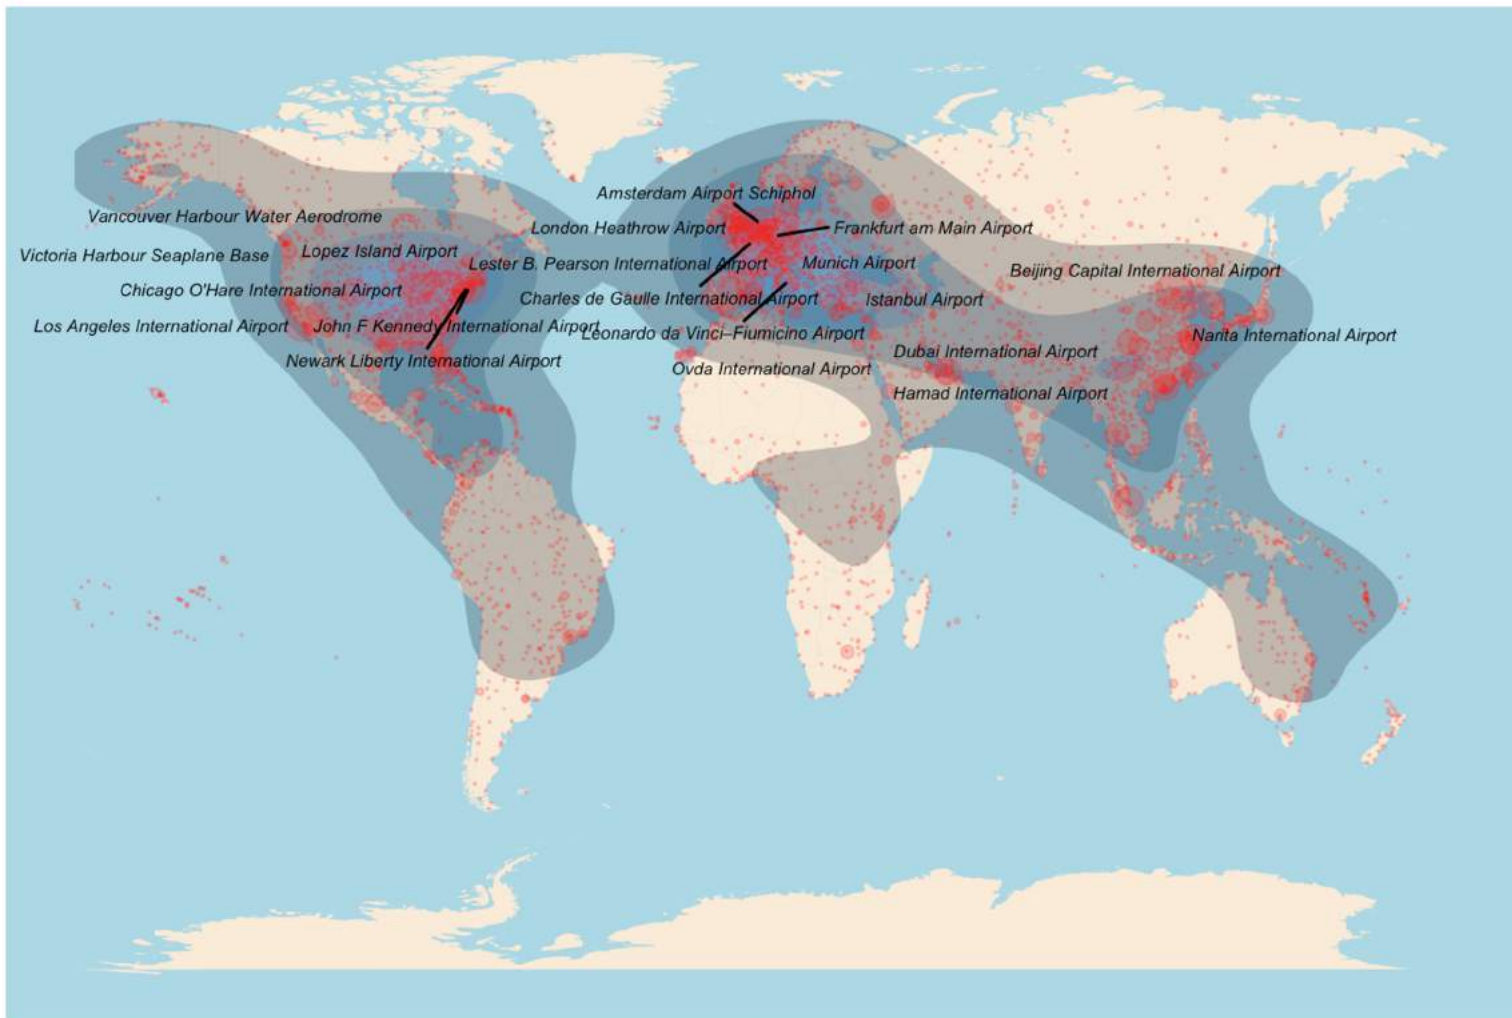 Amsterdam Airport Schiphol
Vancouver Harbour Water Aerodrome
London Heathrow Airport
Frankfurt am Main Airport
Victoria Harbour Seaplane Base
Lopez Island Airport
Lester B. Pearson International Airport
Munich Airport
Beijing Capital International Airport
Chicago O'Hare International Airport
Charles de Gaulle International Airport
Istanbul Airport
Los Angeles International Airport
John F Kennedy International Airport
Leonardo da Vinci–Fiumicino Airport
Narita International Airport
Newark Liberty International Airport
Dubai International Airport
Ovda International Airport
Hamad International Airport